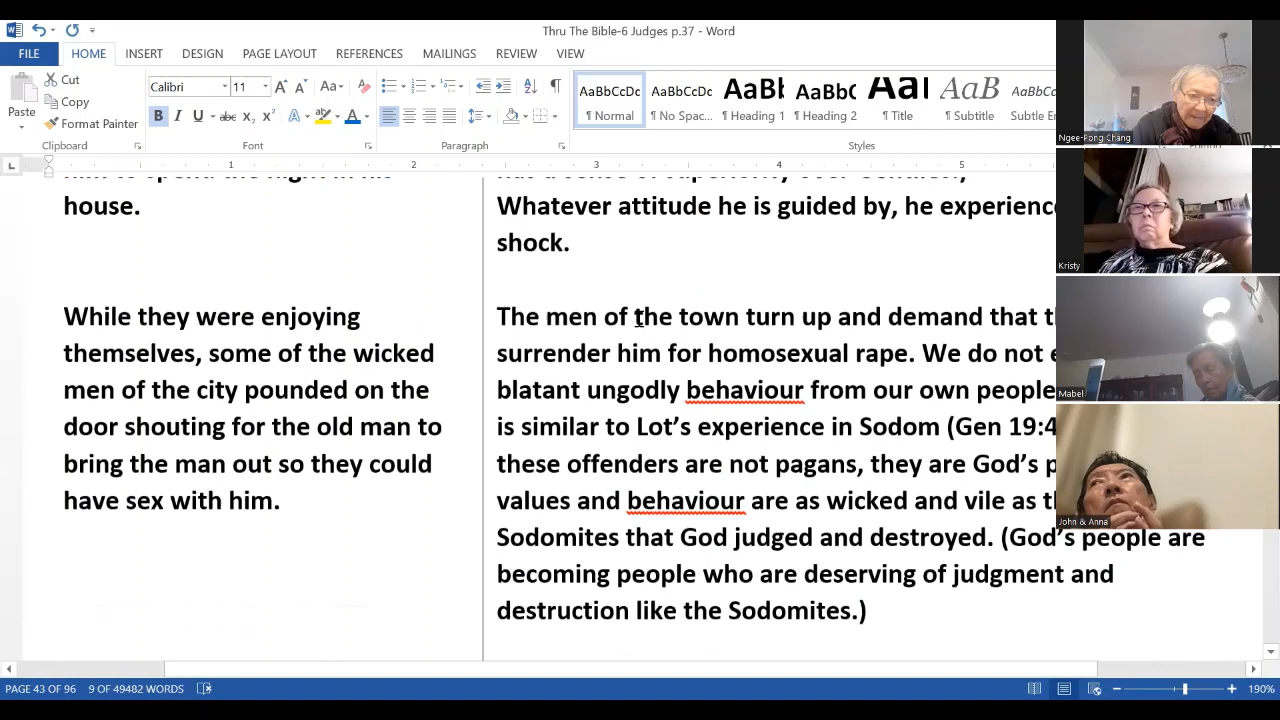 Thru The Bible-6 Judges p.37 - Word
FILE HOME INSERT DESIGN PAGE LAYOUT REFERENCES MAILINGS REVIEW VIEW
Cut
Copy
Format Painter
Paste
Clipboard
Calibri 11
Font
Paragraph
AaBbCcDc AaBbCcDc AaBb AaBbC AaB
¶ Normal ¶ No Spac... ¶ Heading 1 ¶ Heading 2 ¶ Title ¶ Subtitle Subtle
Styles
1 2 3 4 5
house.
Whatever attitude he is guided by, he
shock.
While they were enjoying
themselves, some of the wicked
men of the city pounded on the
door shouting for the old man to
bring the man out so they could
have sex with him.
The men of the town turn up and demand that
surrender him for homosexual rape. We do not
blatant ungodly behaviour from our own people
is similar to Lot’s experience in Sodom (Gen 19:4
these offenders are not pagans, they are God’s
values and behaviour are as wicked and vile as
Sodomites that God judged and destroyed. (God’s people are
becoming people who are deserving of judgment and
destruction like the Sodomites.)
Ngee-Pong Chang
Kristy
Mabel
John & Anna
PAGE 43 OF 96 9 OF 49482 WORDS
190%